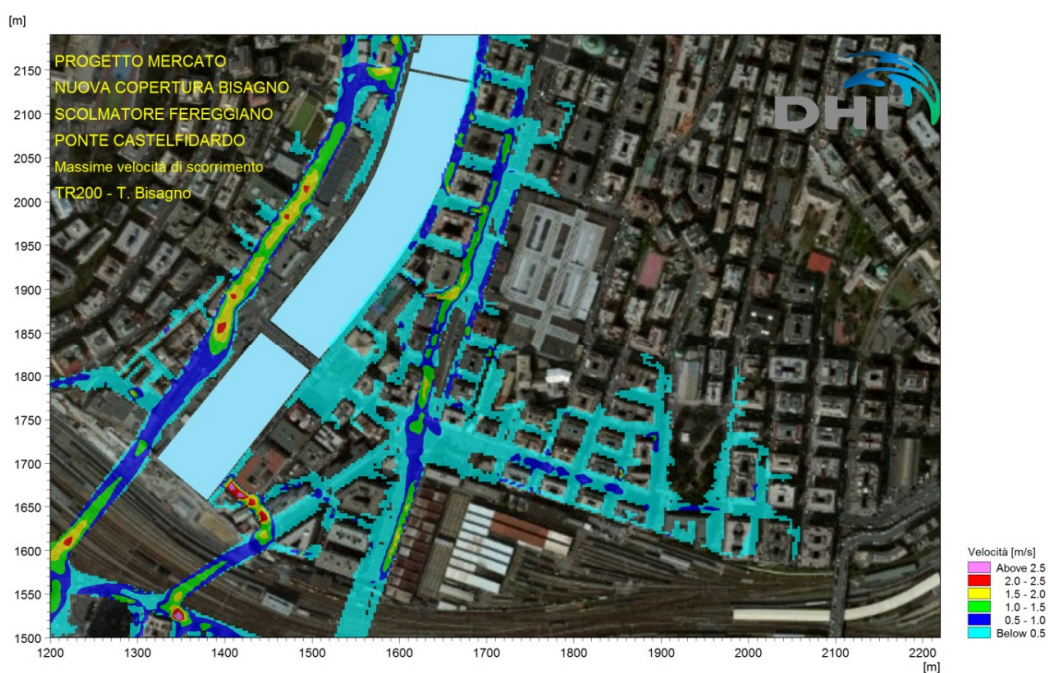 [m]
PROGETTO MERCATO
NUOVA COPERTURA BISAGNO
SCOLMATORE FEREGGIANO
PONTE CASTELFIDARDO
Massime velocità di scorrimento
TR200 - T. Bisagno
DHI
2150
2100
2050
2000
1950
1900
1850
1800
1750
1700
1650
1600
1550
1500
1200 1300 1400 1500 1600 1700 1800 1900 2000 2100 2200
[m]
Velocità [m/s]
Above 2.5
2.0 - 2.5
1.5 - 2.0
1.0 - 1.5
0.5 - 1.0
Below 0.5